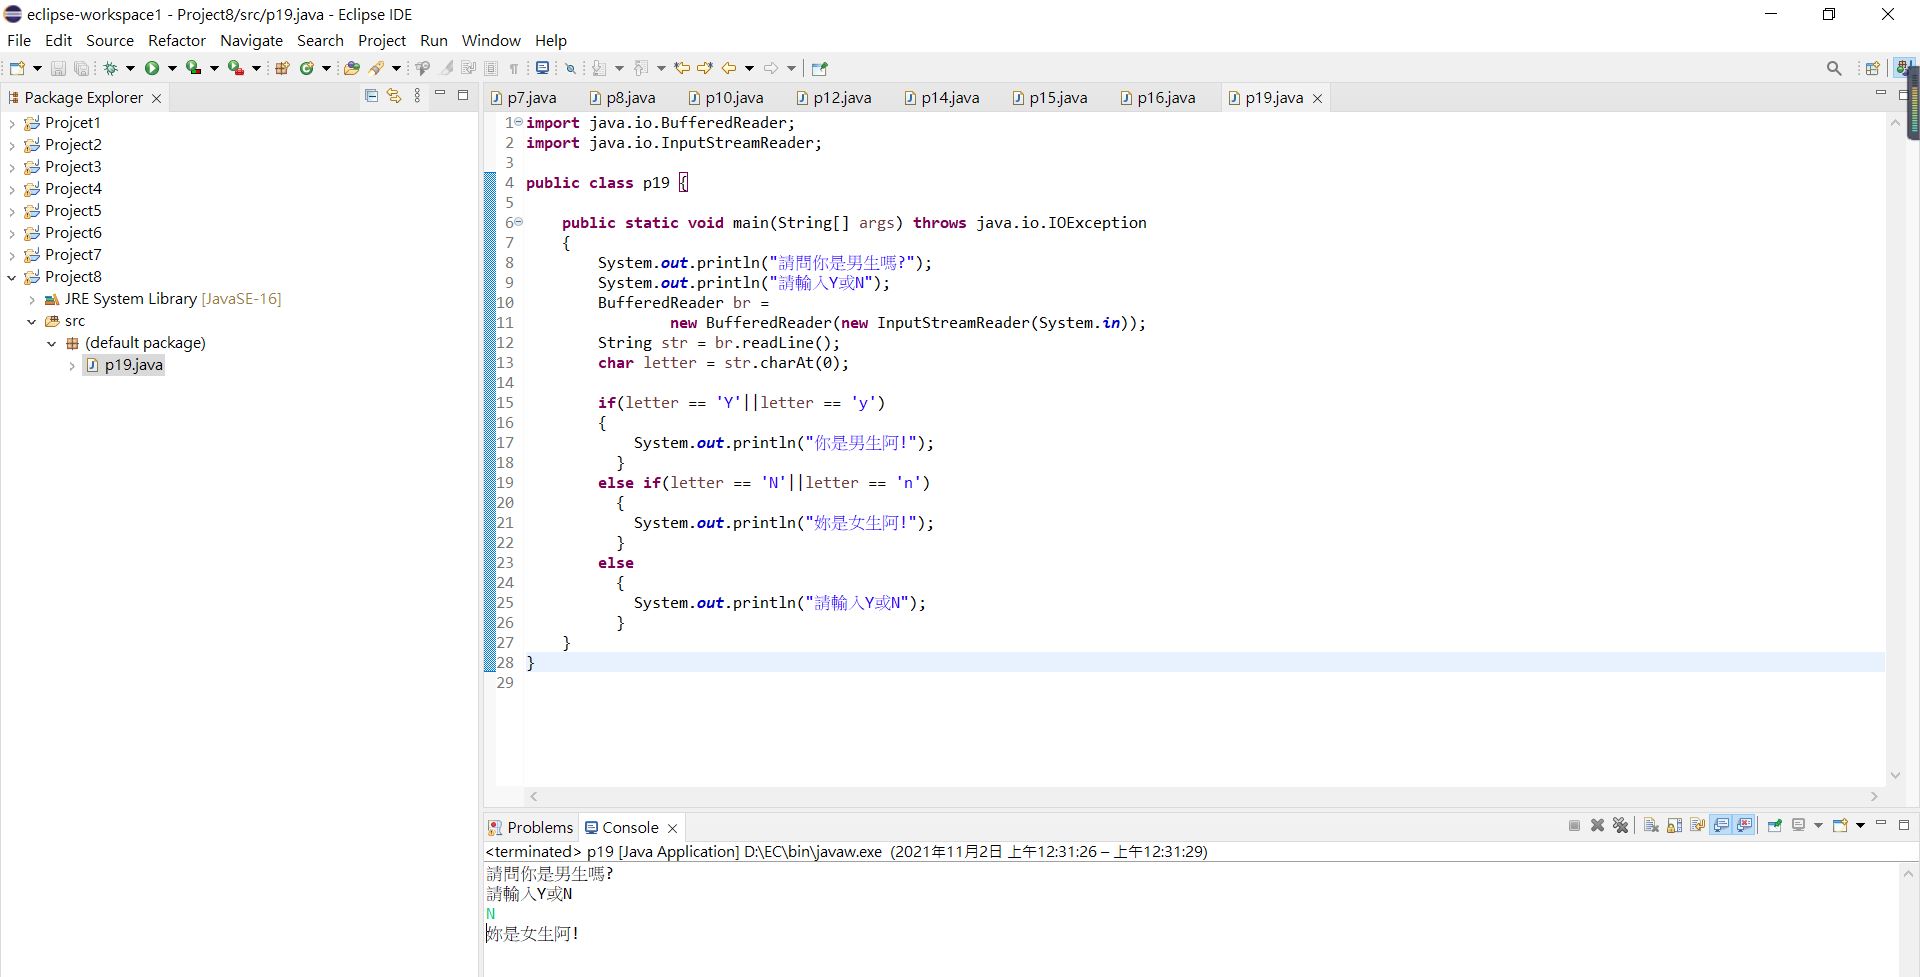 eclipse-workspace1 - Project8/src/p19.java - Eclipse IDE
File Edit Source Refactor Navigate Search Project Run Window Help
Package Explorer
Projcet1
Project2
Project3
Project4
Project5
Project6
Project7
Project8
JRE System Library [JavaSE-16]
src
(default package)
p19.java
p7.java p8.java p10.java p12.java p14.java p15.java p16.java p19.java
1 import java.io.BufferedReader;
2 import java.io.InputStreamReader;
3
4 public class p19 {
5
6 public static void main(String[] args) throws java.io.IOException
7 {
8 System.out.println("請問你是男生嗎?");
9 System.out.println("請輸入Y或N");
10 BufferedReader br =
11 new BufferedReader(new InputStreamReader(System.in));
12 String str = br.readLine();
13 char letter = str.charAt(0);
14
15 if(letter == 'Y'||letter == 'y')
16 {
17 System.out.println("你是男生阿!");
18 }
19 else if(letter == 'N'||letter == 'n')
20 {
21 System.out.println("妳是女生阿!");
22 }
23 else
24 {
25 System.out.println("請輸入Y或N");
26 }
27 }
28 }
29
Problems Console
<terminated> p19 [Java Application] D:\EC\bin\javaw.exe (2021年11月2日 上午12:31:26 – 上午12:31:29)
請問你是男生嗎?
請輸入Y或N
N
妳是女生阿!